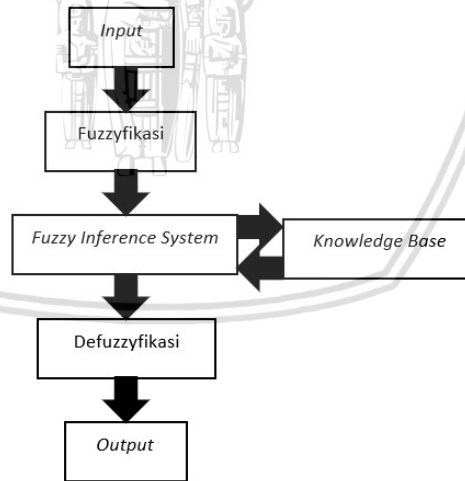 Input
Fuzzyfikasi
Fuzzy Inference System
Knowledge Base
Defuzzyfikasi
Output